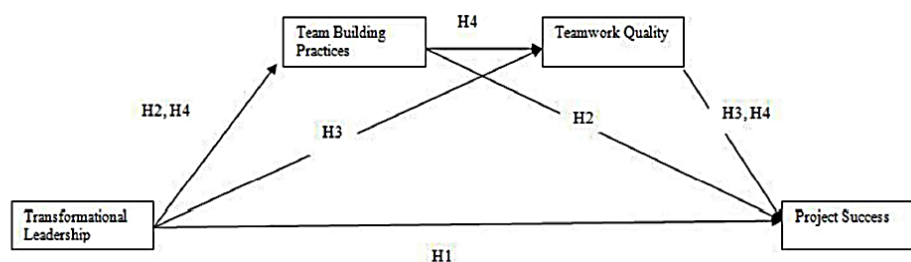 H4
Team Building
Practices
Teamwork Quality
H2, H4
H3
H2
H3, H4
Transformational
Leadership
Project Success
H1